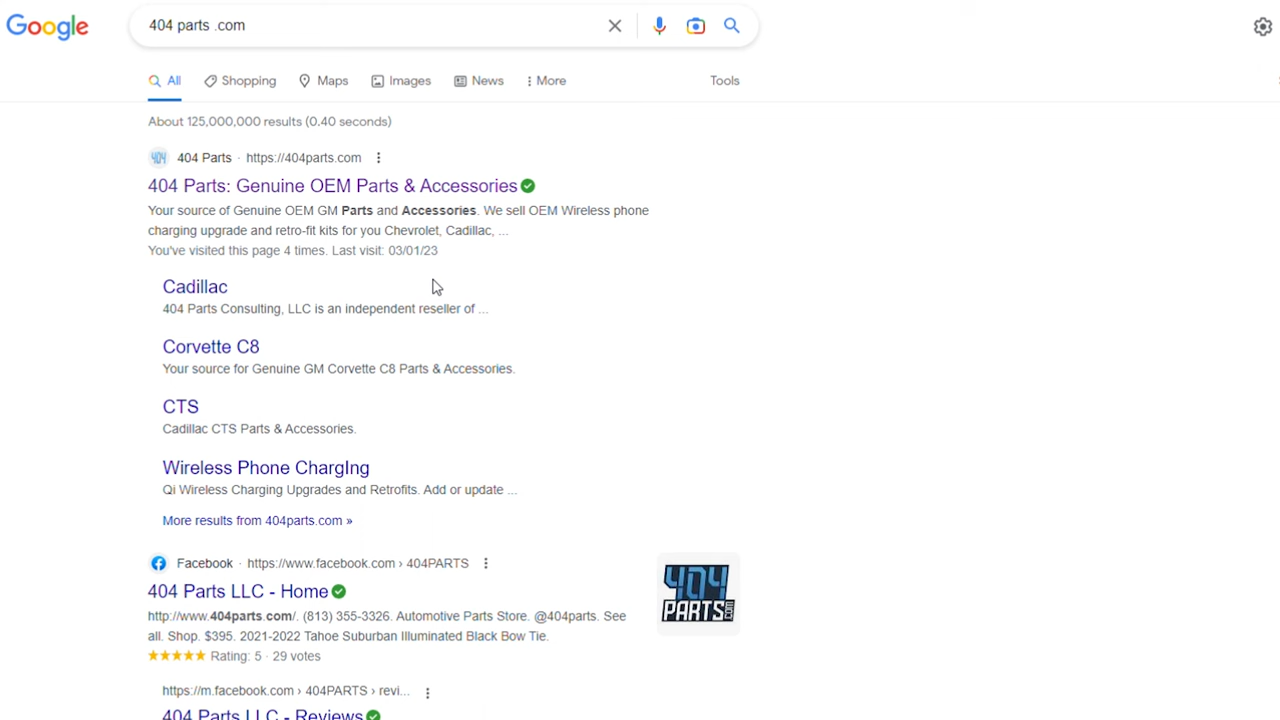 Google
404 parts .com
All Shopping Maps Images News More Tools
About 125,000,000 results (0.40 seconds)
404 404 Parts · https://404parts.com
404 Parts: Genuine OEM Parts & Accessories
Your source of Genuine OEM GM Parts and Accessories. We sell OEM Wireless phone
charging upgrade and retro-fit kits for you Chevrolet, Cadillac, ...
You've visited this page 4 times. Last visit: 03/01/23
Cadillac
404 Parts Consulting, LLC is an independent reseller of ...
Corvette C8
Your source for Genuine GM Corvette C8 Parts & Accessories.
CTS
Cadillac CTS Parts & Accessories.
Wireless Phone ChargIng
Qi Wireless Charging Upgrades and Retrofits. Add or update ...
More results from 404parts.com »
Facebook · https://www.facebook.com › 404PARTS
404 Parts LLC - Home
http://www.404parts.com/. (813) 355-3326. Automotive Parts Store. @404parts. See
all. Shop. $395. 2021-2022 Tahoe Suburban Illuminated Black Bow Tie.
Rating: 5 · 29 votes
404
PARTS.COM
https://m.facebook.com › 404PARTS › revi...
404 Parts LLC - Reviews